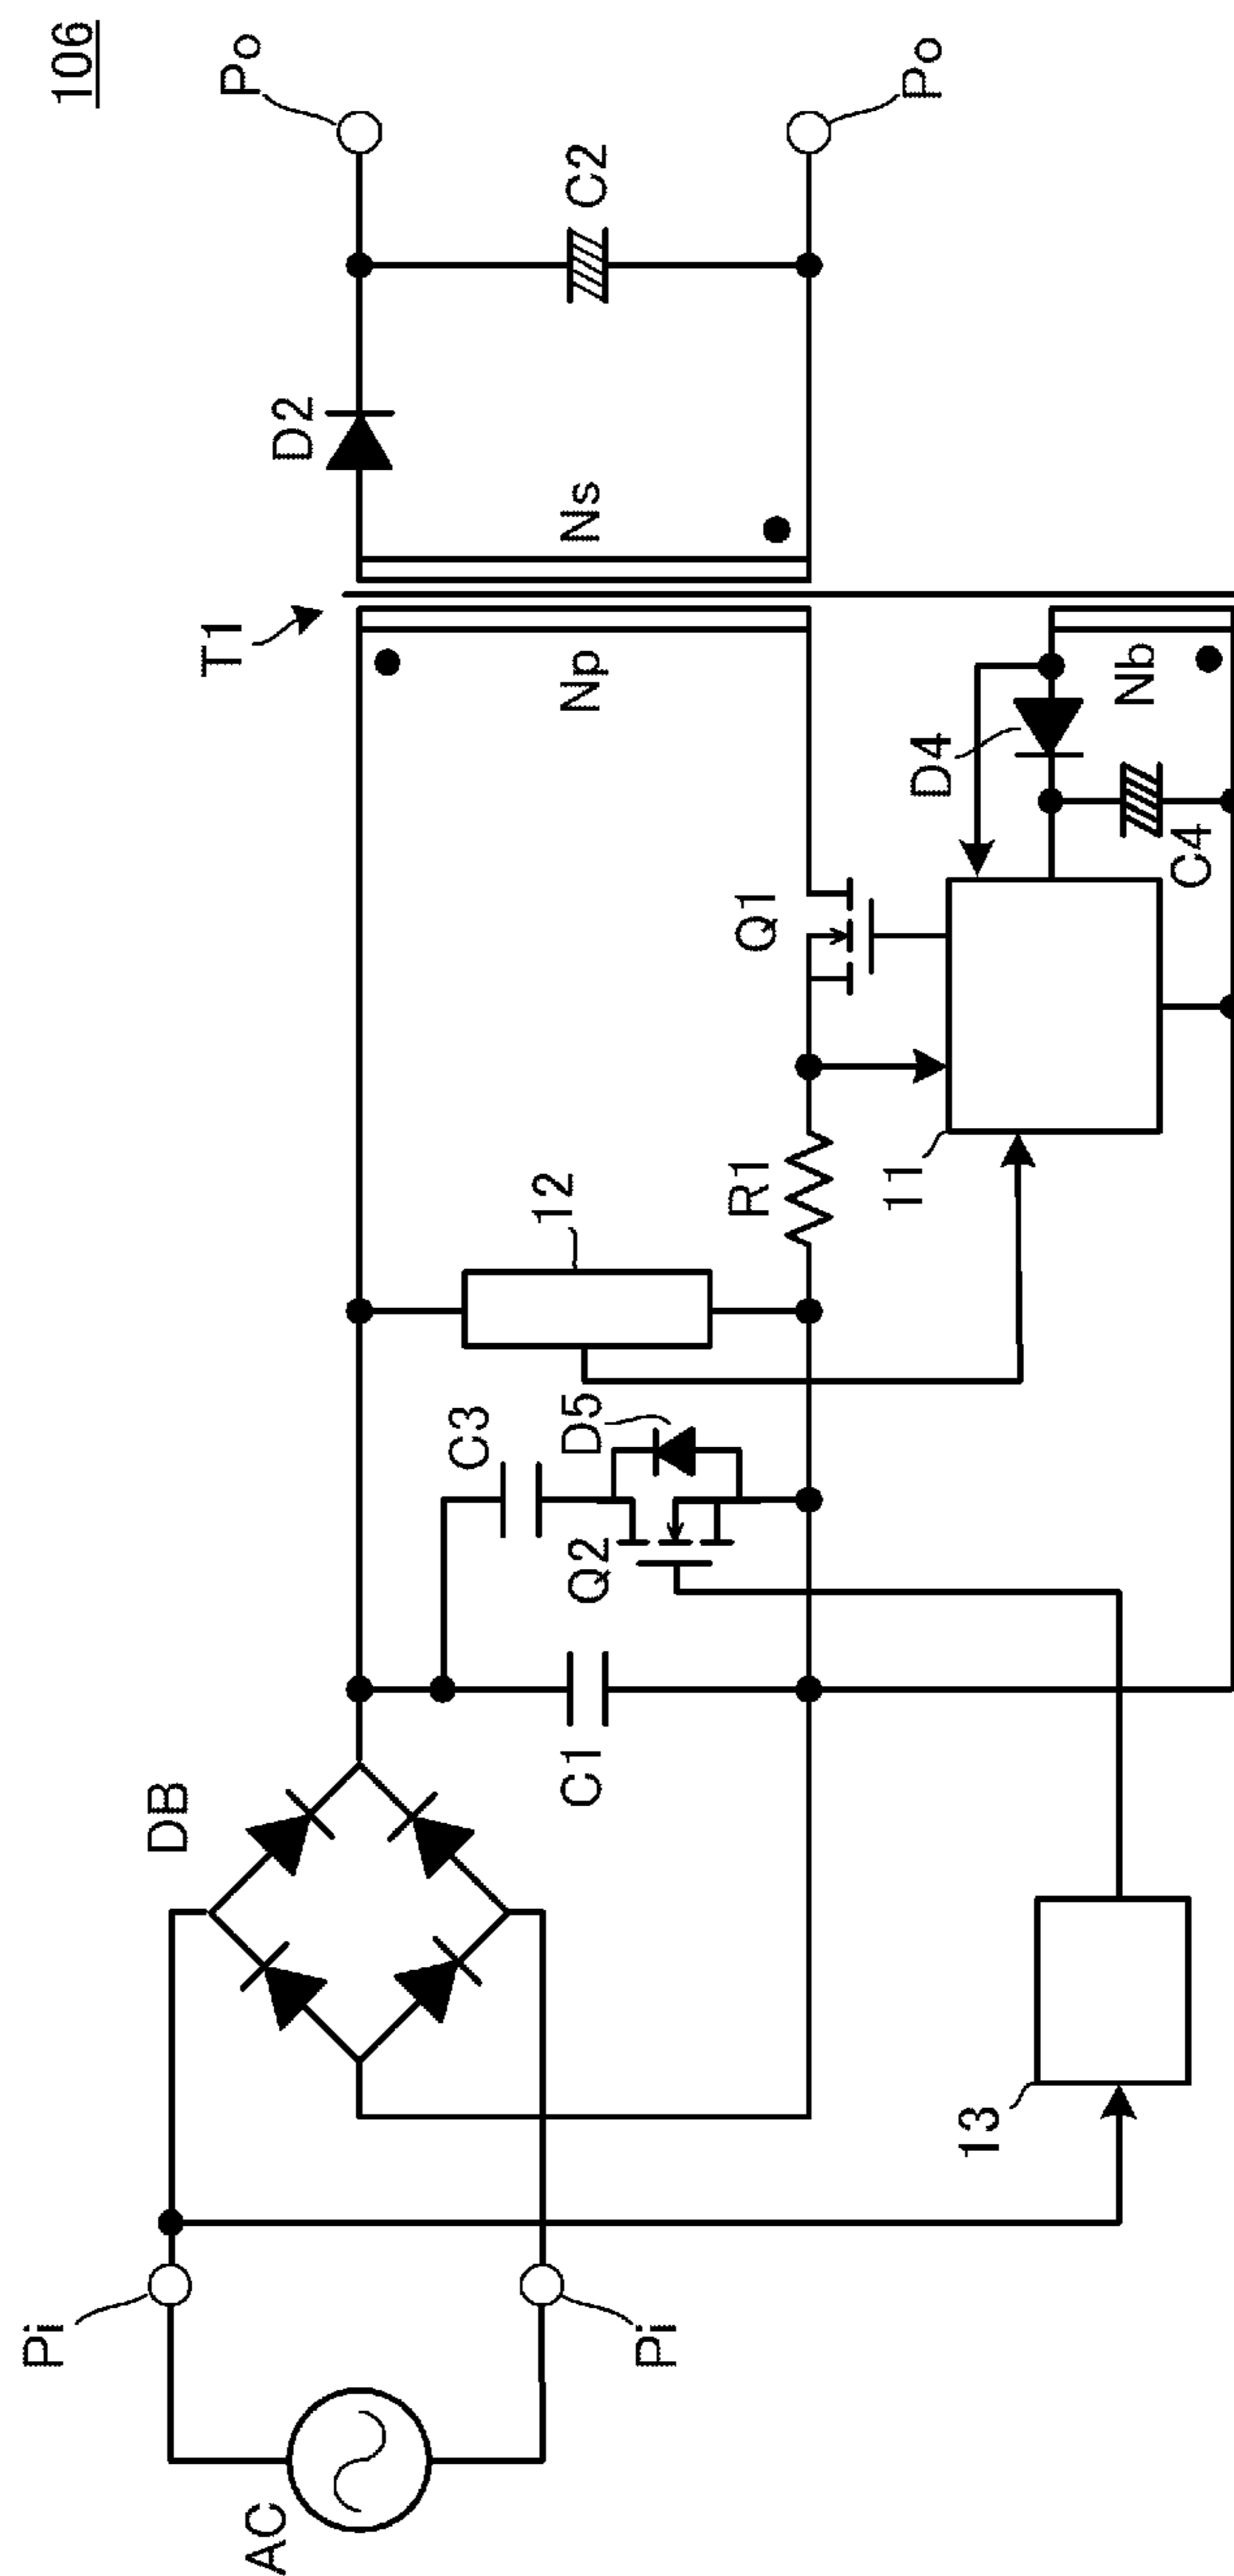 106
AC
Pi
Pi
DB
C1
C3
Q2
D5
12
R1
Q1
11
13
T1
Np
Ns
Nb
D4
C4
D2
C2
Po
Po